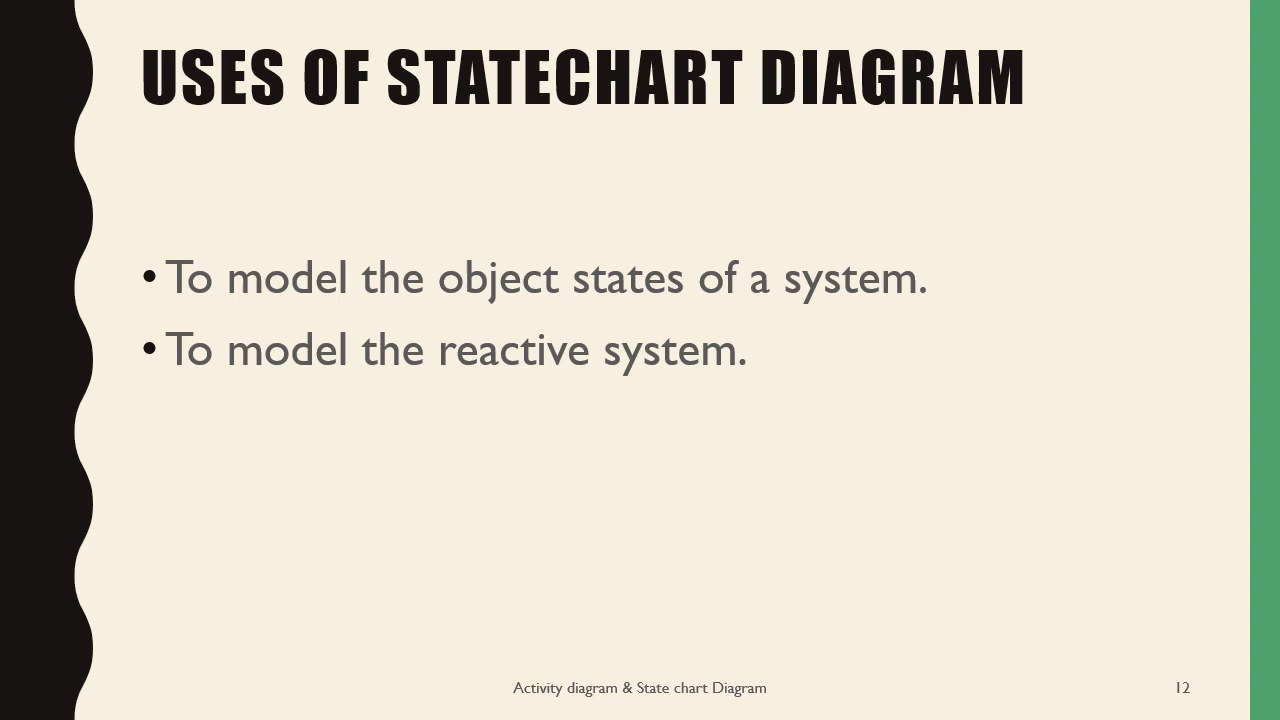 USES OF STATECHART DIAGRAM
• To model the object states of a system.
• To model the reactive system.
Activity diagram & State chart Diagram
12